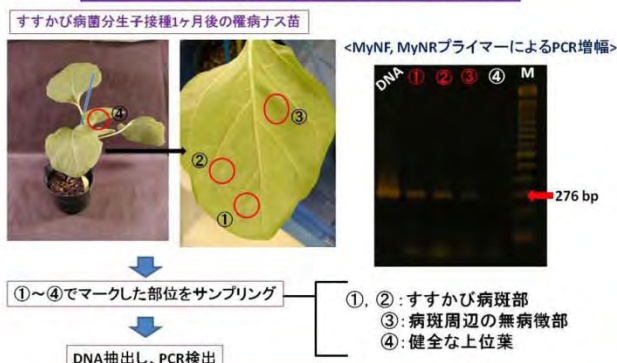 すすかび病菌分生子接種1ヶ月後の罹病ナス苗
<MyNF, MyNRプライマーによるPCR増幅>
DNA ① ② ③ ④ M
④
③
②
①
276 bp
①～④でマークした部位をサンプリング
①, ②:すすかび病斑部
③:病斑周辺の無病徴部
④:健全な上位葉
DNA抽出し、PCR検出